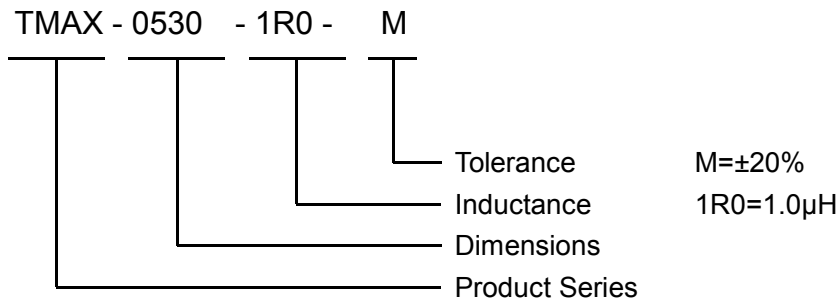 TMAX - 0530 - 1R0 - M
Tolerance M=±20%
Inductance 1R0=1.0µH
Dimensions
Product Series